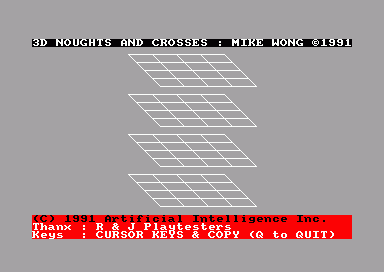 3D NOUGHTS AND CROSSES : MIKE WONG ©1991
(C) 1991 Artificial Intelligence Inc.
Thanx : R & J Playtesters
Keys  : CURSOR KEYS & COPY (Q to QUIT)